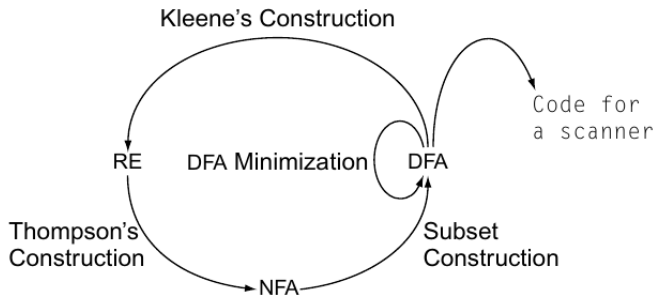 Kleene’s Construction
Code for
a scanner
RE
DFA Minimization
DFA
Thompson’s
Construction
Subset
Construction
NFA